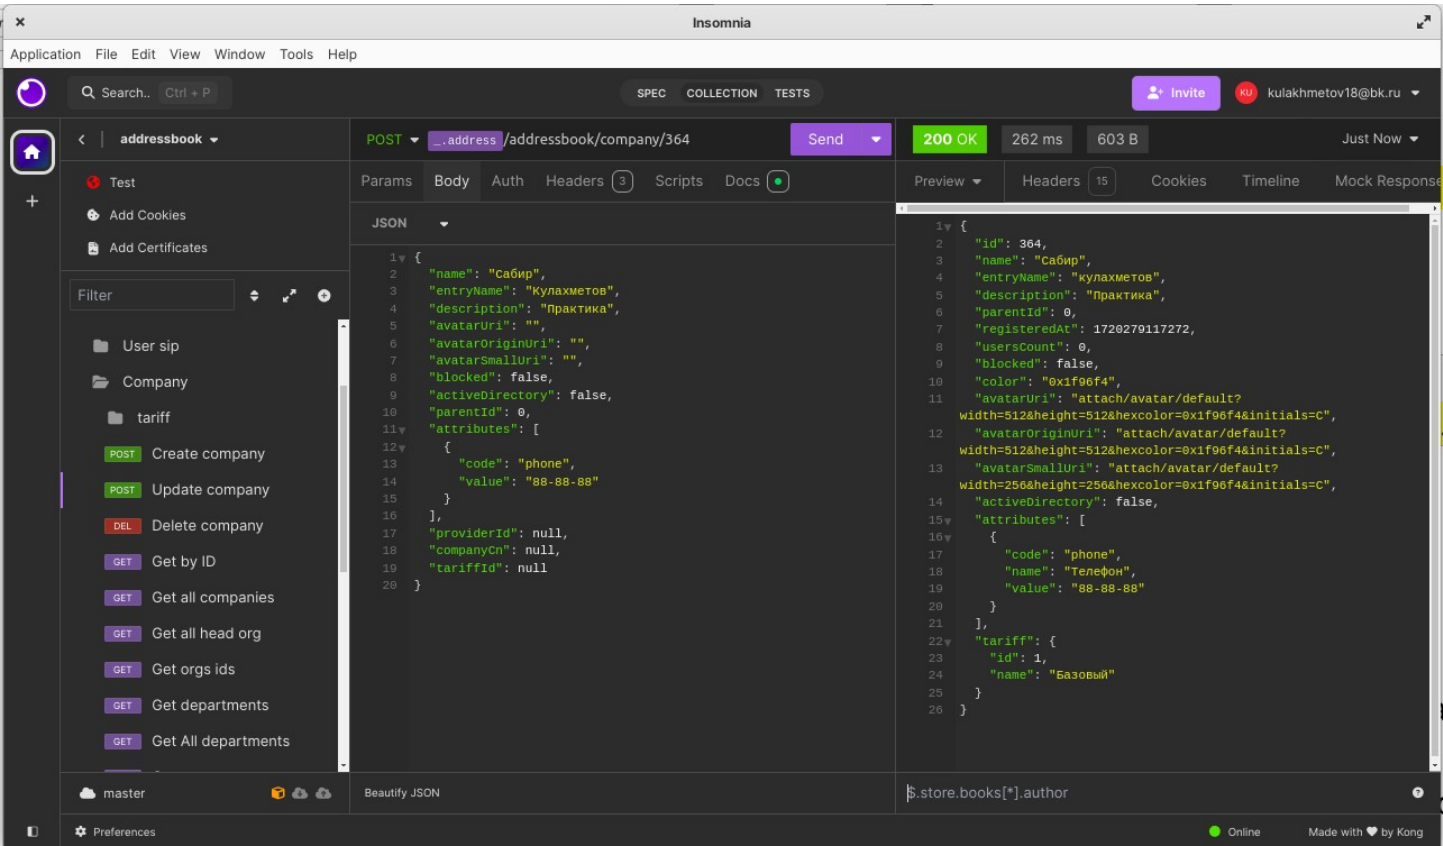 Insomnia
Application File Edit View Window Tools Help
Search.. Ctrl + P
SPEC COLLECTION TESTS
Invite
KU kulakhmetov18@bk.ru
addressbook
Test
Add Cookies
Add Certificates
Filter
User sip
Company
tariff
POST Create company
POST Update company
DEL Delete company
GET Get by ID
GET Get all companies
GET Get all head org
GET Get orgs ids
GET Get departments
GET Get All departments
master
Preferences
POST _.address/addressbook/company/364 Send
Params Body Auth Headers 3 Scripts Docs
JSON
1 {
2 "name": "Сабир",
3 "entryName": "Кулахметов",
4 "description": "Практика",
5 "avatarUri": "",
6 "avatarOriginUri": "",
7 "avatarSmallUri": "",
8 "blocked": false,
9 "activeDirectory": false,
10 "parentId": 0,
11 "attributes": [
12 {
13 "code": "phone",
14 "value": "88-88-88"
15 }
16 ],
17 "providerId": null,
18 "companyCn": null,
19 "tariffId": null
20 }
Beautify JSON
200 OK 262 ms 603 B Just Now
Preview Headers 15 Cookies Timeline Mock Response
1 {
2 "id": 364,
3 "name": "Сабир",
4 "entryName": "кулахметов",
5 "description": "Практика",
6 "parentId": 0,
7 "registeredAt": 1720279117272,
8 "usersCount": 0,
9 "blocked": false,
10 "color": "0x1f96f4",
11 "avatarUri": "attach/avatar/default?
width=512&height=512&hexcolor=0x1f96f4&initials=С",
12 "avatarOriginUri": "attach/avatar/default?
width=512&height=512&hexcolor=0x1f96f4&initials=С",
13 "avatarSmallUri": "attach/avatar/default?
width=256&height=256&hexcolor=0x1f96f4&initials=С",
14 "activeDirectory": false,
15 "attributes": [
16 {
17 "code": "phone",
18 "name": "Телефон",
19 "value": "88-88-88"
20 }
21 ],
22 "tariff": {
23 "id": 1,
24 "name": "Базовый"
25 }
26 }
$.store.books[*].author
Online Made with ♥ by Kong